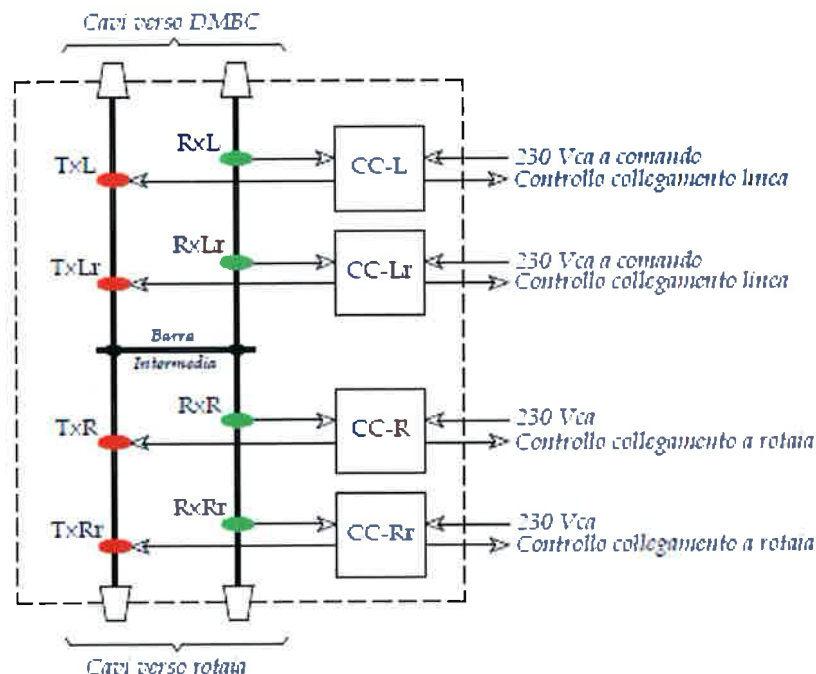 Cavi verso DMBC
RxL
TxL
CC-L
230 Vca a comando
Controllo collegamento linea
RxLr
TxLr
CC-Lr
230 Vca a comando
Controllo collegamento linea
Barra
Intermedia
RxR
TxR
CC-R
230 Vca
Controllo collegamento a rotaia
RxRr
TxRr
CC-Rr
230 Vca
Controllo collegamento a rotaia
Cavi verso rotaia